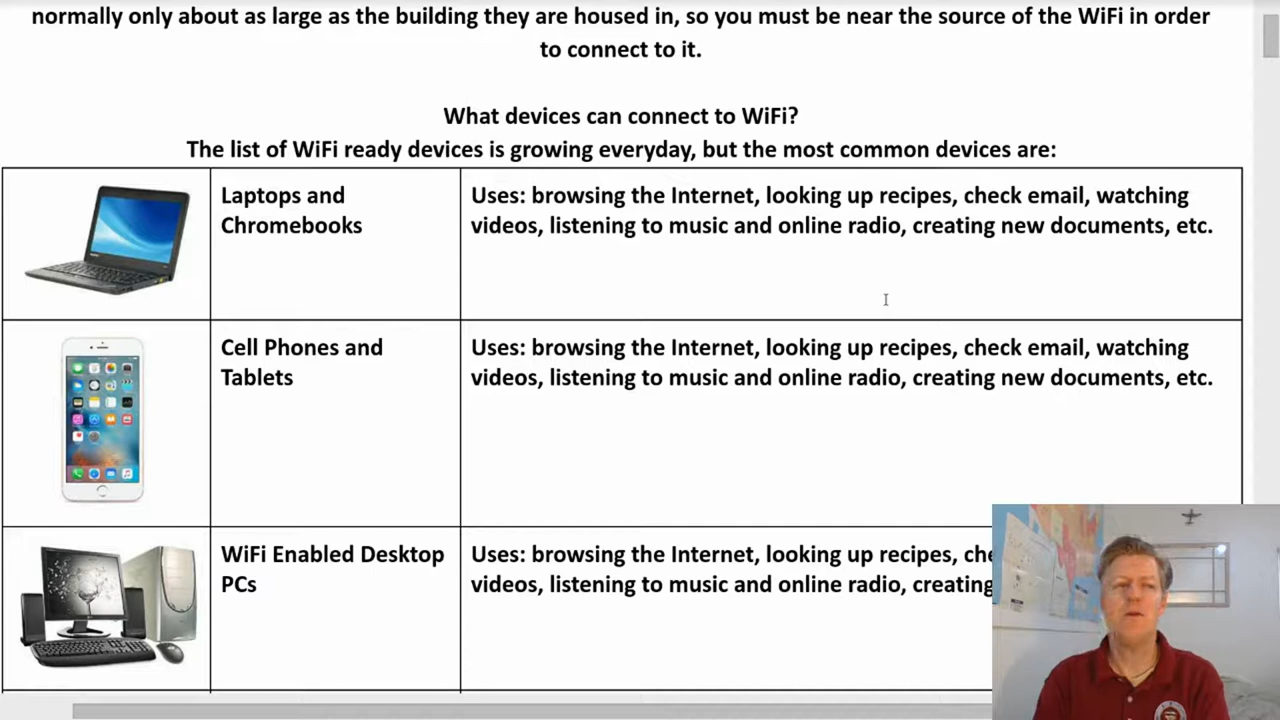 normally only about as large as the building they are housed in, so you must be near the source of the WiFi in order
to connect to it.
What devices can connect to WiFi?
The list of WiFi ready devices is growing everyday, but the most common devices are:
Laptops and
Chromebooks
Uses: browsing the Internet, looking up recipes, check email, watching
videos, listening to music and online radio, creating new documents, etc.
Cell Phones and
Tablets
Uses: browsing the Internet, looking up recipes, check email, watching
videos, listening to music and online radio, creating new documents, etc.
WiFi Enabled Desktop
PCs
Uses: browsing the Internet, looking up recipes, che
videos, listening to music and online radio, creating